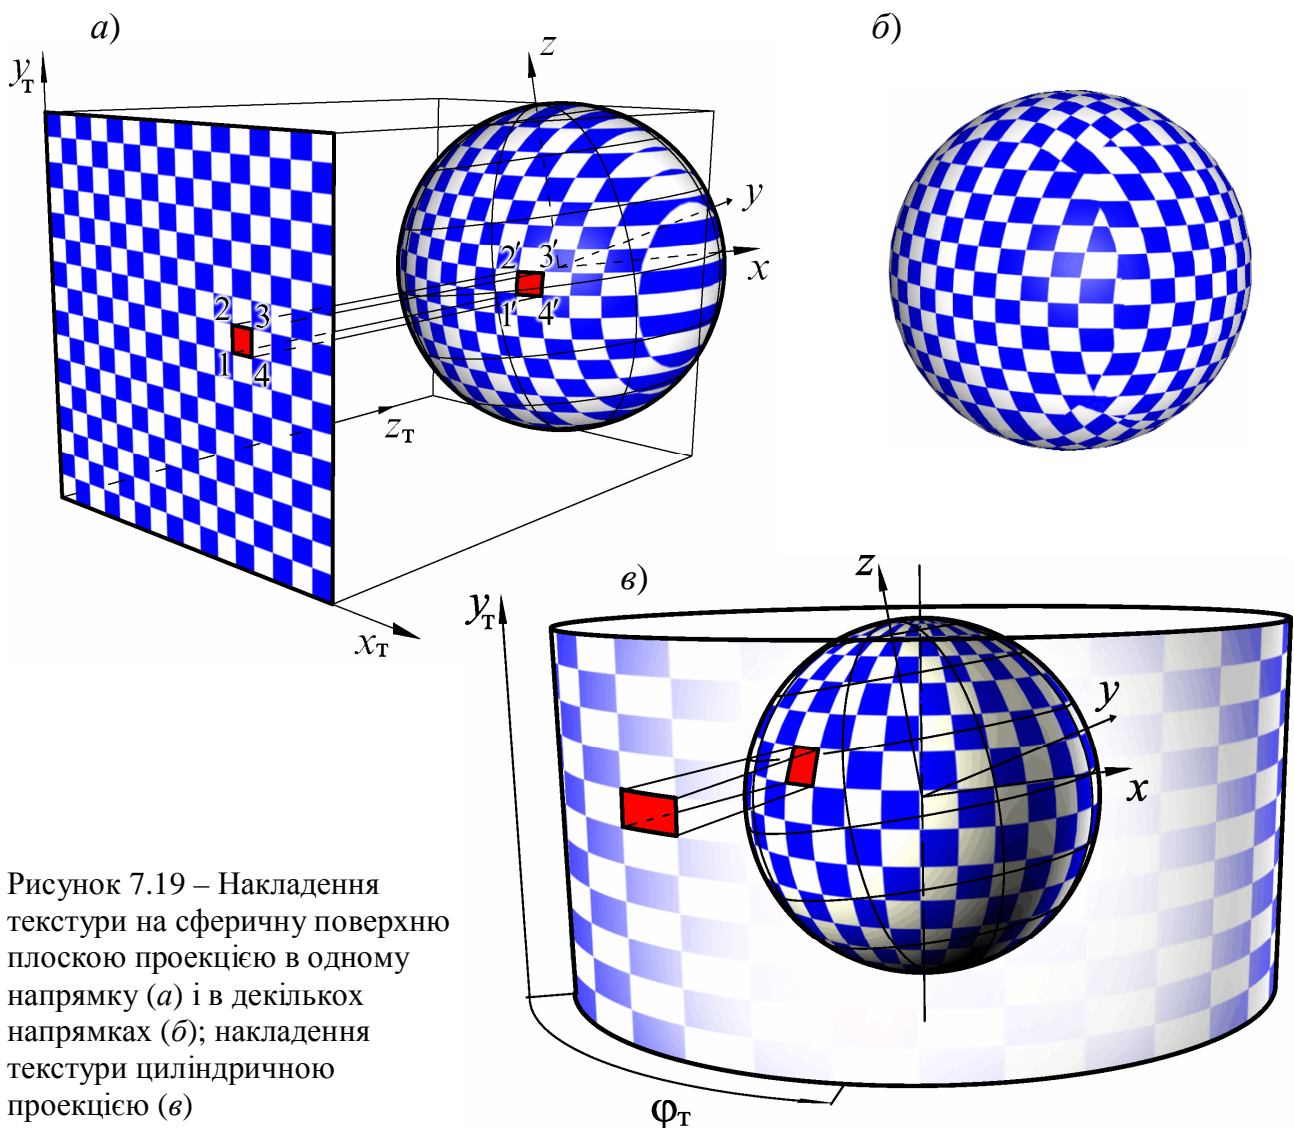 а)
б)
z
yт
y
x
2' 3'
1' 4'
2 3
1 4
zт
xт
в)
z
yт
y
x
φт
Рисунок 7.19 – Накладення
текстури на сферичну поверхню
плоскою проекцією в одному
напрямку (а) і в декількох
напрямках (б); накладення
текстури циліндричною
проекцією (в)